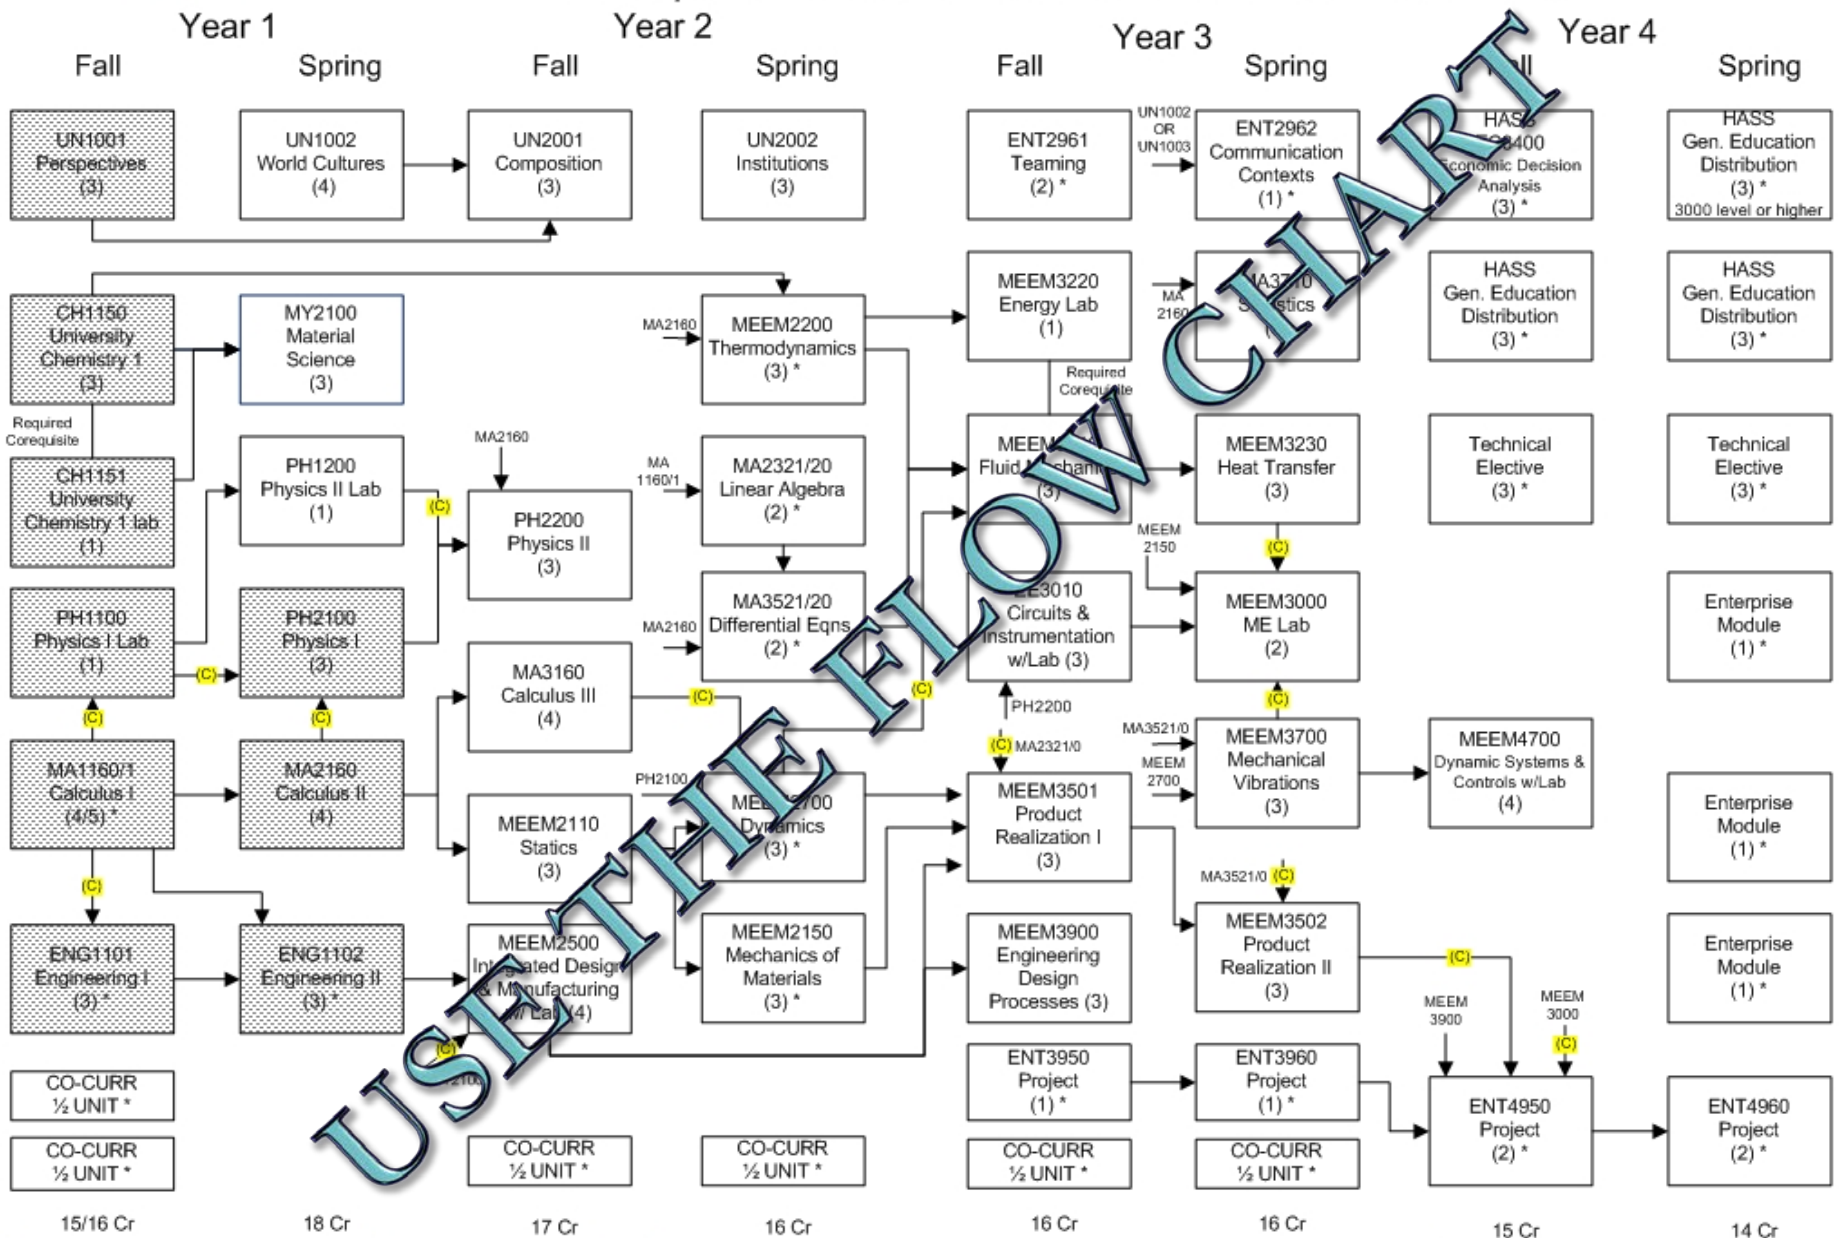 Year 1
Year 2
Year 3
Year 4
Fall
Spring
Fall
Spring
Fall
Spring
Spring
UN1001
Perspectives
(3)
UN1002
World Cultures
(4)
UN2001
Composition
(3)
UN2002
Institutions
(3)
ENT2961
Teaming
(2) *
UN1002
OR
UN1003
ENT2962
Communication
Contexts
(1) *
HASS
Economic Decision
Analysis
(3) *
HASS
Gen. Education
Distribution
(3) *
3000 level or higher
CH1150
University
Chemistry 1
(3)
MY2100
Material
Science
(3)
MA2160
MEEM2200
Thermodynamics
(3) *
MEEM3220
Energy Lab
(1)
MA
2160
HASS
Gen. Education
Distribution
(3) *
HASS
Gen. Education
Distribution
(3) *
Required
Corequisite
Required
Corequisite
CH1151
University
Chemistry 1 lab
(1)
PH1200
Physics II Lab
(1)
(C)
MA2160
PH2200
Physics II
(3)
MA
1160/1
MA2321/20
Linear Algebra
(2) *
Fluid
(3)
MEEM3230
Heat Transfer
(3)
Technical
Elective
(3) *
Technical
Elective
(3) *
MEEM
2150
(C)
PH1100
Physics I Lab
(1)
(C)
PH2100
Physics I
(3)
MA2160
MA3521/20
Differential Eqns
(2) *
Circuits &
Instrumentation
w/Lab (3)
MEEM3000
ME Lab
(2)
Enterprise
Module
(1) *
(C)
(C)
MA3160
Calculus III
(4)
(C)
(C)
PH2200
(C)
MA2321/0
(C)
MA1160/1
Calculus I
(4/5) *
MA2160
Calculus II
(4)
PH2100
Dynamics
(3) *
MEEM3501
Product
Realization I
(3)
MA3521/0
MEEM
2700
MEEM3700
Mechanical
Vibrations
(3)
MEEM4700
Dynamic Systems &
Controls w/Lab
(4)
Enterprise
Module
(1) *
MEEM2110
Statics
(3)
(C)
MA3521/0 (C)
ENG1101
Engineering I
(3) *
ENG1102
Engineering II
(3) *
MEEM2500
Integrated Design
& Manufacturing
w/ Lab (4)
(C)
MEEM2150
Mechanics of
Materials
(3) *
MEEM3900
Engineering
Design
Processes (3)
MEEM3502
Product
Realization II
(3)
(C)
Enterprise
Module
(1) *
MEEM
3900
MEEM
3000
(C)
CO-CURR
½ UNIT *
ENT3950
Project
(1) *
ENT3960
Project
(1) *
ENT4950
Project
(2) *
ENT4960
Project
(2) *
CO-CURR
½ UNIT *
CO-CURR
½ UNIT *
CO-CURR
½ UNIT *
CO-CURR
½ UNIT *
CO-CURR
½ UNIT *
15/16 Cr
18 Cr
17 Cr
16 Cr
16 Cr
16 Cr
15 Cr
14 Cr
USE THE FLOW CHART